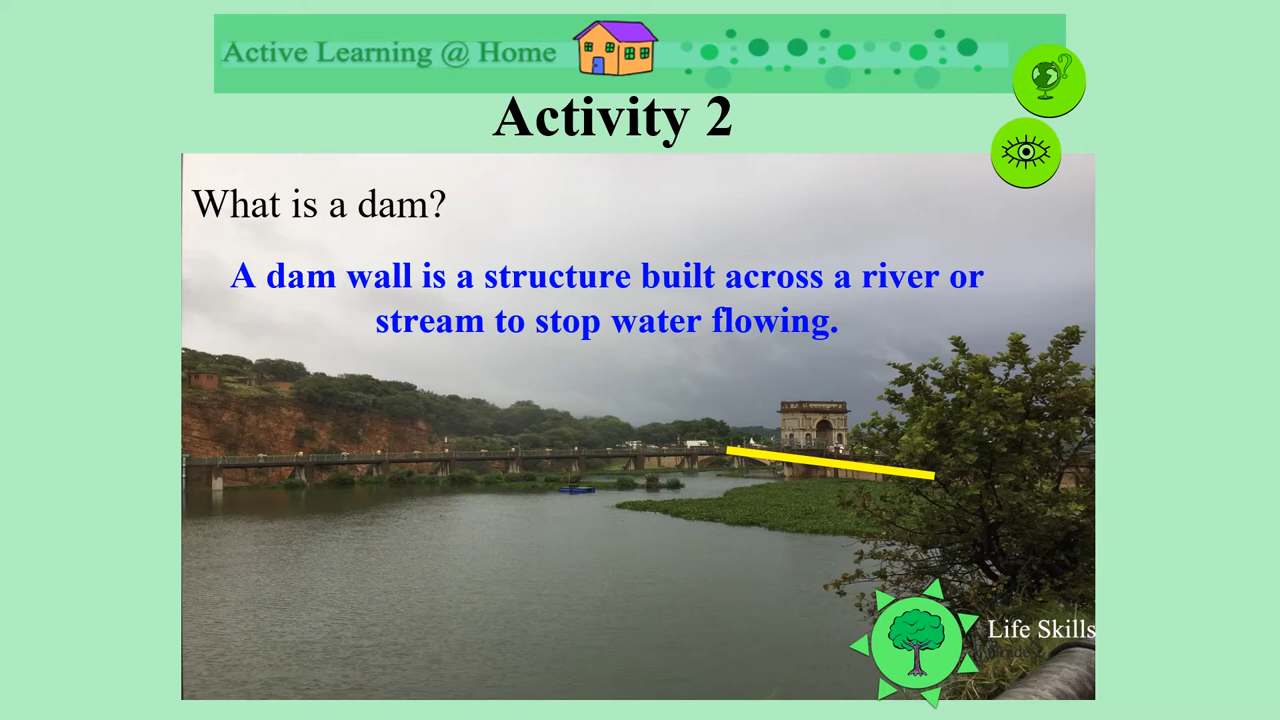 Active Learning @ Home
Activity 2
What is a dam?
A dam wall is a structure built across a river or
stream to stop water flowing.
Life Skills